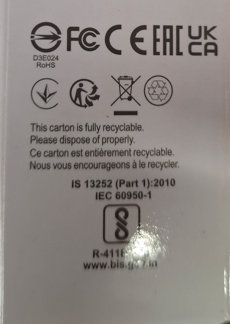 FC CE EAC UK
CA
D3E024
RoHS
This carton is fully recyclable.
Please dispose of properly.
Ce carton est entièrement recyclable.
Nous vous encourageons à le recycler.
IS 13252 (Part 1):2010
IEC 60950-1
www.bis.gov.in